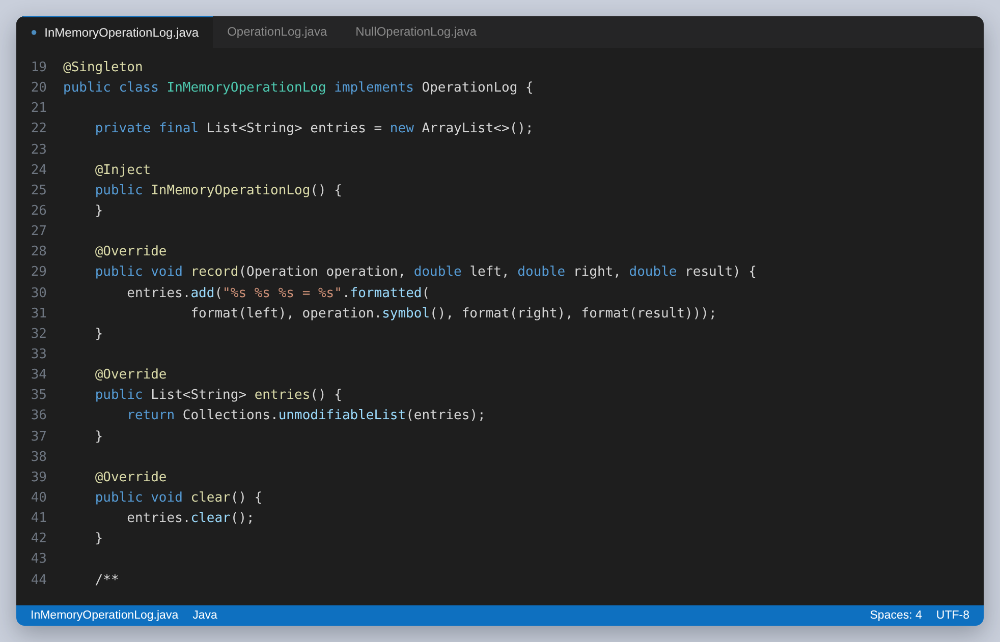 InMemoryOperationLog.java OperationLog.java NullOperationLog.java
19 @Singleton
20 public class InMemoryOperationLog implements OperationLog {
21
22     private final List<String> entries = new ArrayList<>();
23
24     @Inject
25     public InMemoryOperationLog() {
26     }
27
28     @Override
29     public void record(Operation operation, double left, double right, double result) {
30         entries.add("%s %s %s = %s".formatted(
31                 format(left), operation.symbol(), format(right), format(result)));
32     }
33
34     @Override
35     public List<String> entries() {
36         return Collections.unmodifiableList(entries);
37     }
38
39     @Override
40     public void clear() {
41         entries.clear();
42     }
43
44     /**
InMemoryOperationLog.java Java Spaces: 4 UTF-8